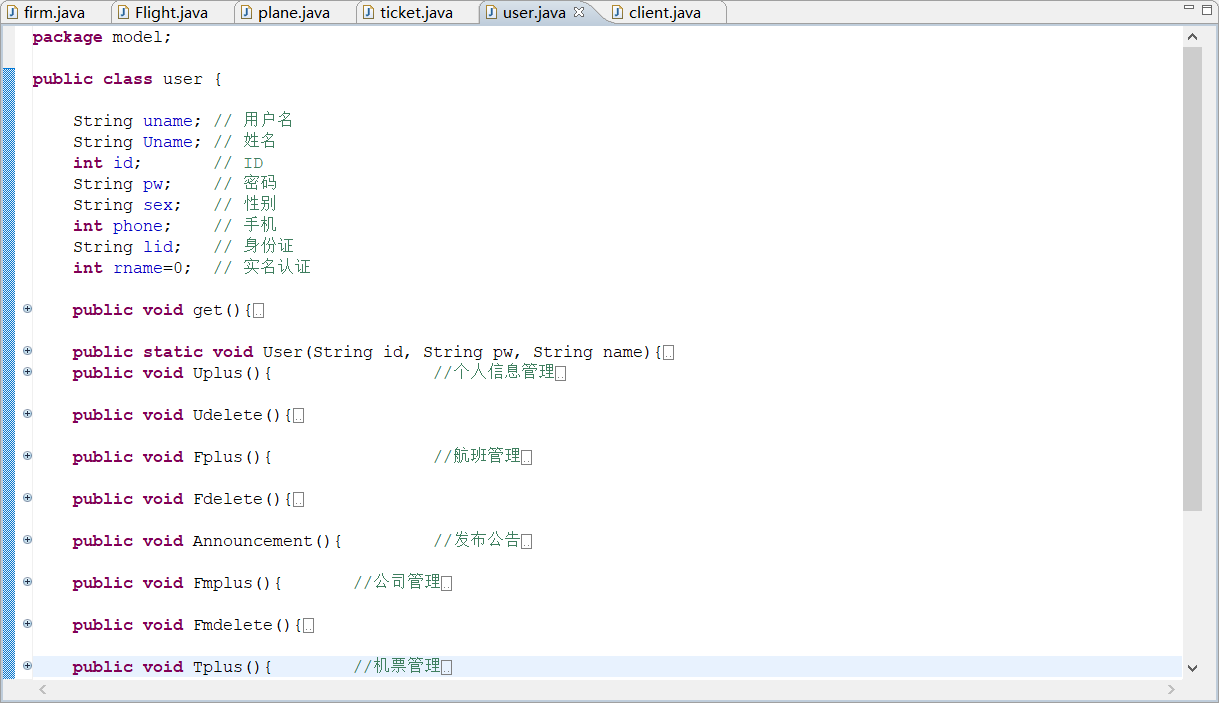 firm.java Flight.java plane.java ticket.java user.java client.java
package model;
public class user {
String uname; // 用户名
String Uname; // 姓名
int id; // ID
String pw; // 密码
String sex; // 性别
int phone; // 手机
String lid; // 身份证
int rname=0; // 实名认证
public void get(){
public static void User(String id, String pw, String name){
public void Uplus(){ //个人信息管理
public void Udelete(){
public void Fplus(){ //航班管理
public void Fdelete(){
public void Announcement(){ //发布公告
public void Fmplus(){ //公司管理
public void Fmdelete(){
public void Tplus(){ //机票管理